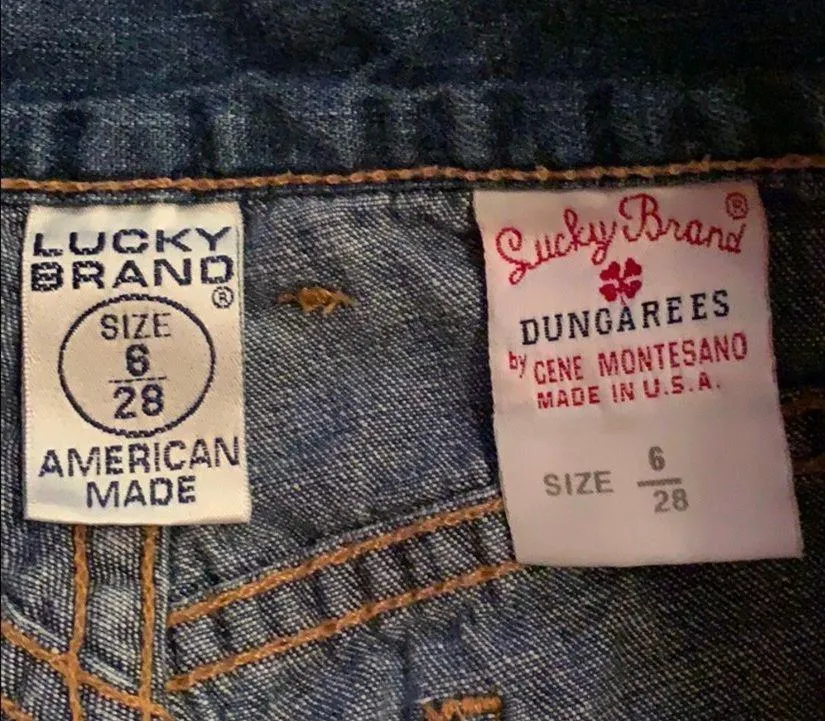 LUCKY
BRAND®
SIZE
6
28
AMERICAN
MADE
Lucky Brand®
DUNGAREES
by GENE MONTESANO
MADE IN U.S.A.
SIZE 6
28